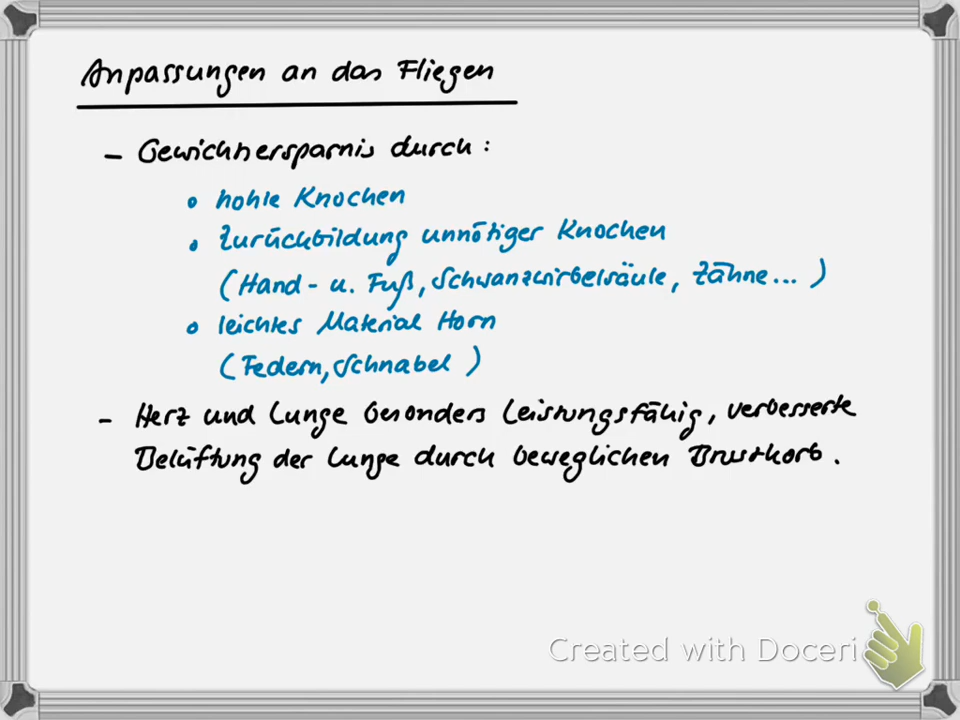 Anpassungen an das Fliegen
- Gewichtersparnis durch:
• hohle Knochen
• Zurückbildung unnötiger Knochen
(Hand- u. Fuß, Schwanzwirbelsäule, Zähne...)
• leichtes Material Horn
(Federn, Schnabel)
- Herz und Lunge besonders Leistungsfähig, verbesserte
Belüftung der Lunge durch beweglichen Brustkorb.
Created with Doceri